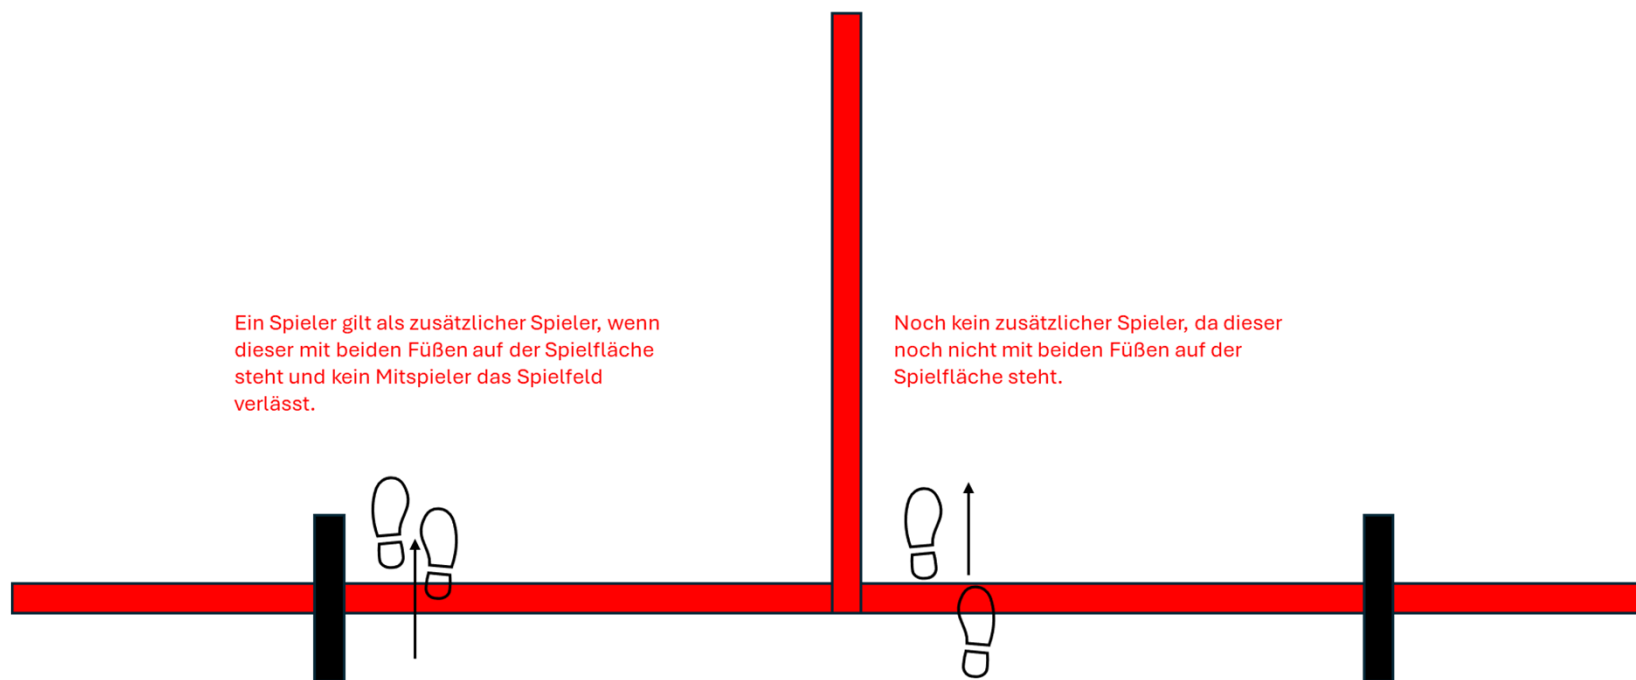 Ein Spieler gilt als zusätzlicher Spieler, wenn
dieser mit beiden Füßen auf der Spielfläche
steht und kein Mitspieler das Spielfeld
verlässt.
Noch kein zusätzlicher Spieler, da dieser
noch nicht mit beiden Füßen auf der
Spielfläche steht.